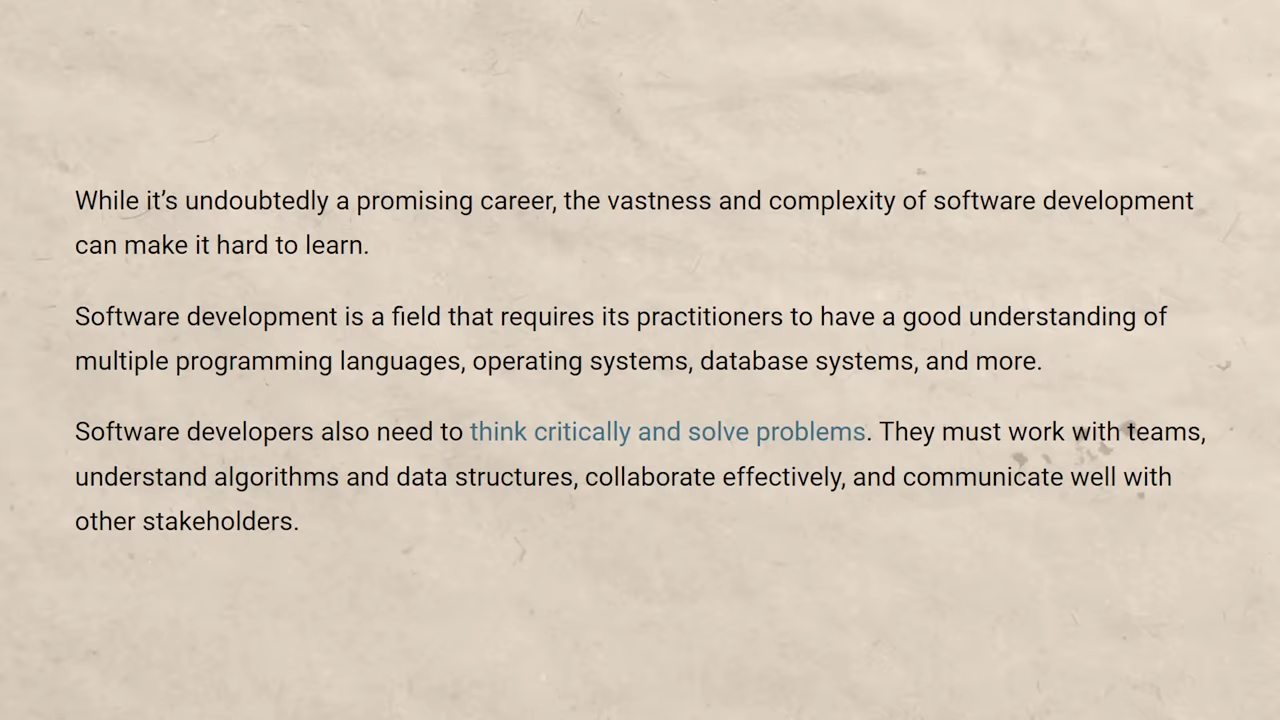 While it’s undoubtedly a promising career, the vastness and complexity of software development
can make it hard to learn.
Software development is a field that requires its practitioners to have a good understanding of
multiple programming languages, operating systems, database systems, and more.
Software developers also need to think critically and solve problems. They must work with teams,
understand algorithms and data structures, collaborate effectively, and communicate well with
other stakeholders.